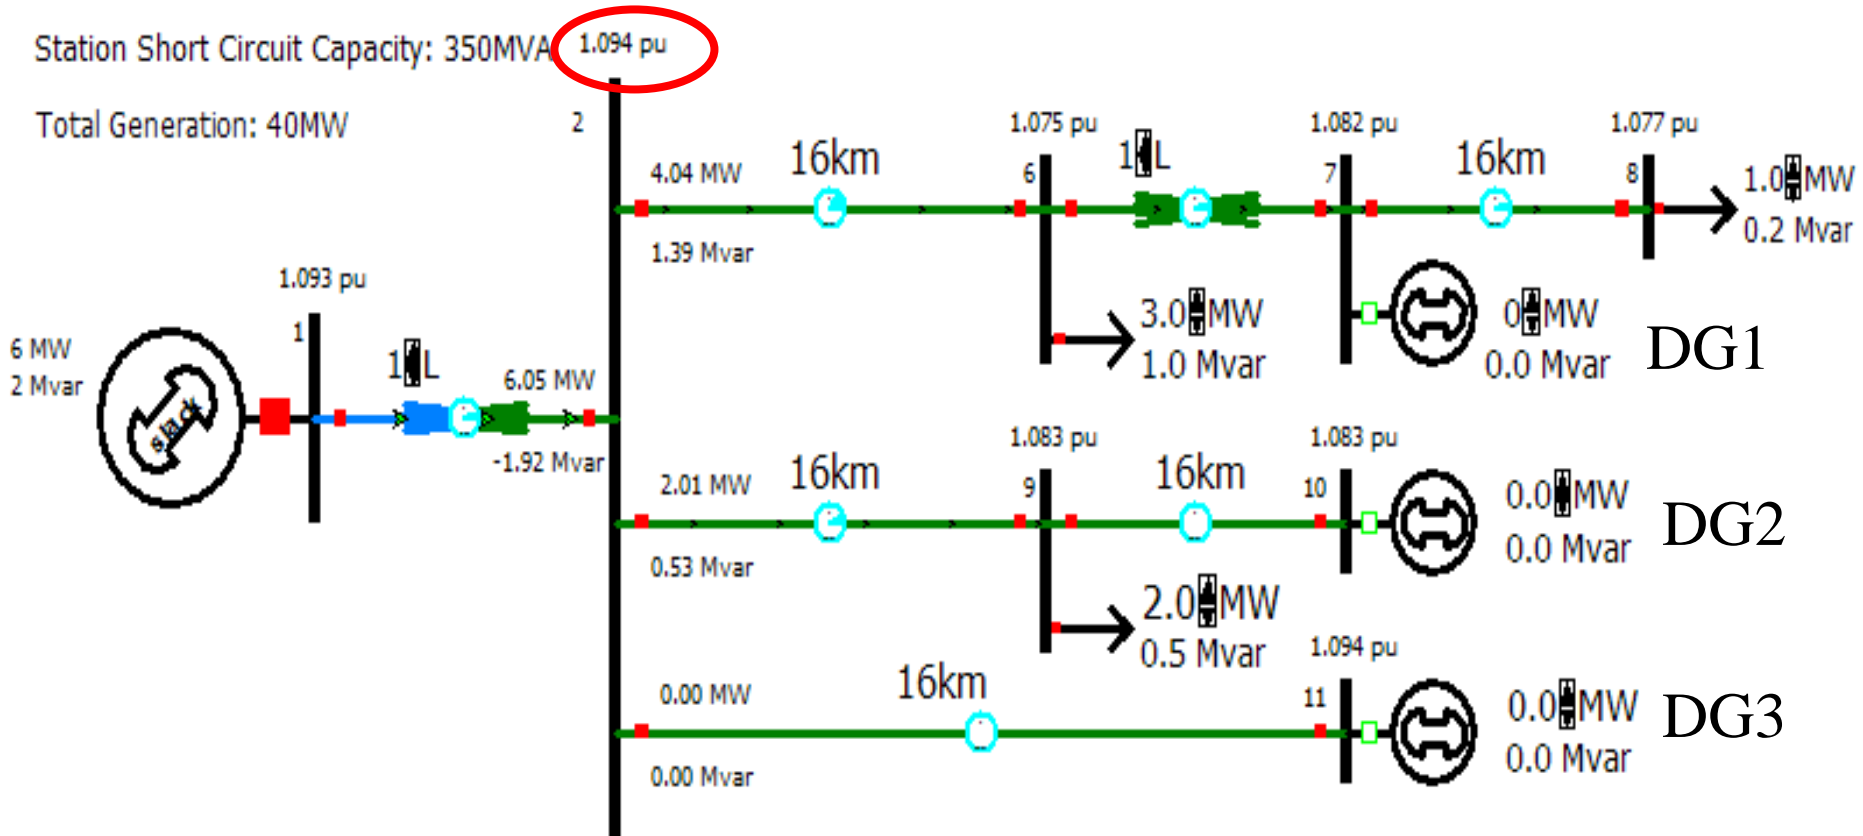 Station Short Circuit Capacity: 350MVA
1.094 pu
Total Generation: 40MW
2
1.075 pu
1.082 pu
1.077 pu
4.04 MW
16km
6
1 L
7
16km
8
1.0 MW
0.2 Mvar
1.39 Mvar
1.093 pu
1
3.0 MW
1.0 Mvar
0 MW
0.0 Mvar
DG1
6 MW
2 Mvar
slack
1 L
6.05 MW
-1.92 Mvar
1.083 pu
1.083 pu
2.01 MW
16km
9
16km
10
0.0 MW
0.0 Mvar
DG2
0.53 Mvar
2.0 MW
0.5 Mvar
1.094 pu
0.00 MW
16km
11
0.0 MW
0.0 Mvar
DG3
0.00 Mvar